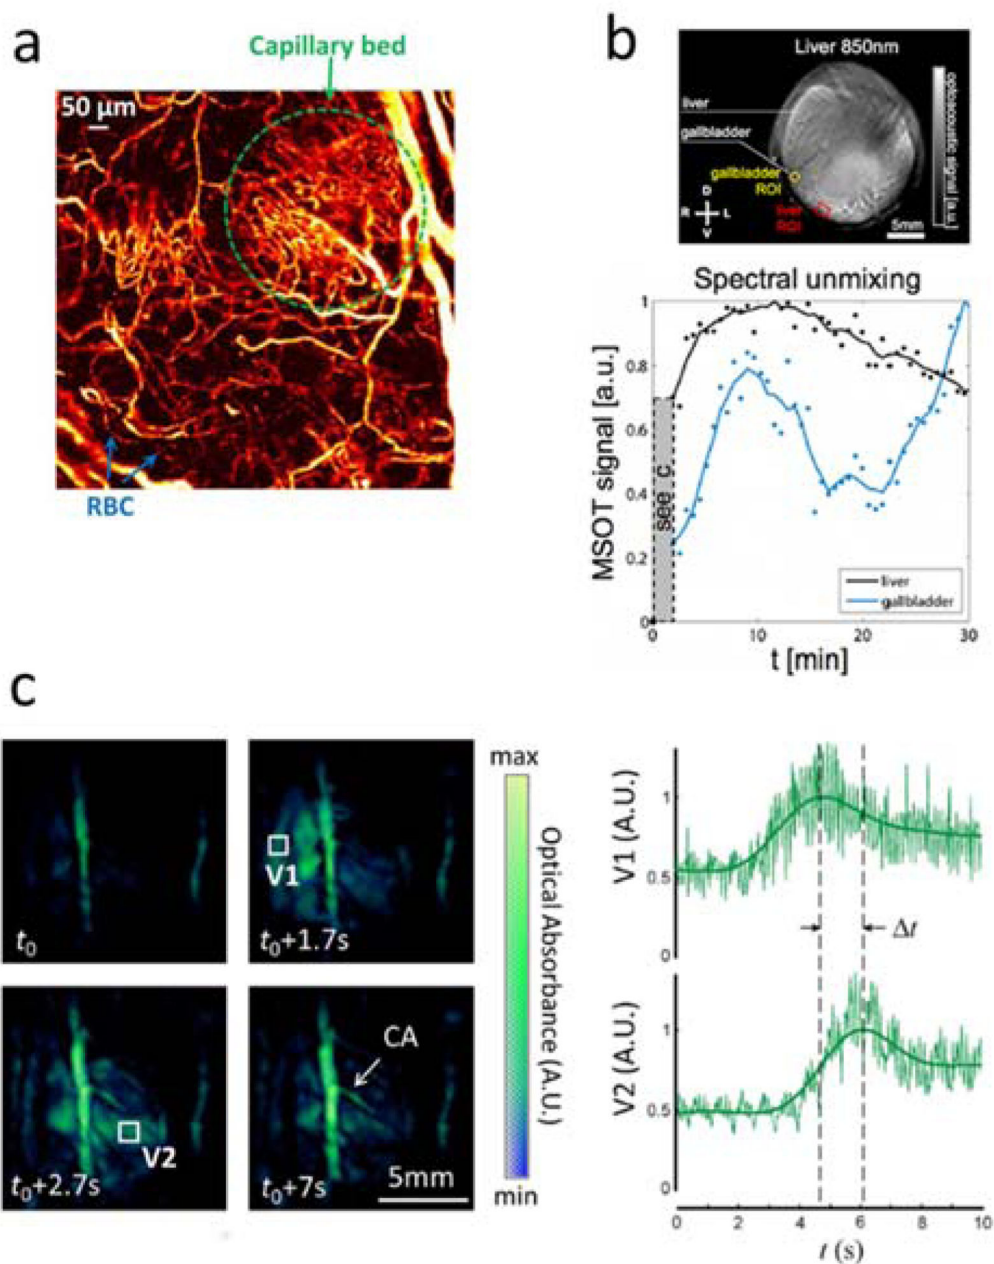 a
Capillary bed
50 µm
RBC
b
Liver 850nm
liver
gallbladder
gallbladder
ROI
liver
ROI
D
R
L
V
5mm
optoacoustic signal [a.u.]
Spectral unmixing
MSOT signal [a.u.]
1
0.8
0.6
0.4
0.2
0
see c
liver
gallbladder
0
10
20
30
t [min]
c
t0
V1
t0+1.7s
V2
t0+2.7s
CA
t0+7s
5mm
max
Optical Absorbance (A.U.)
min
V1 (A.U.)
1
0.5
0
Δt
V2 (A.U.)
1
0.5
0
0
2
4
6
8
10
t (s)